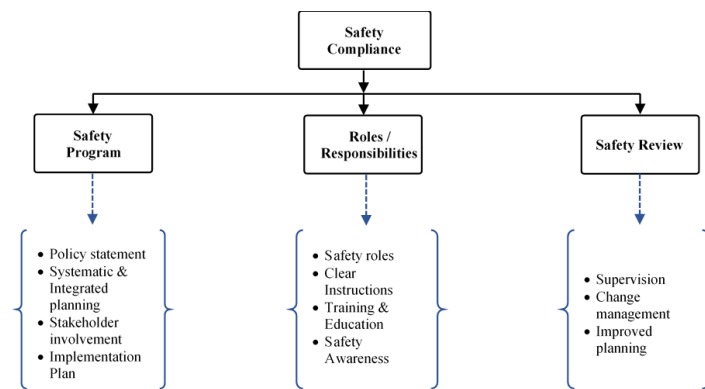 Safety
Compliance
Safety
Program
Roles /
Responsibilities
Safety Review
• Policy statement
• Systematic &
Integrated
planning
• Stakeholder
involvement
• Implementation
Plan
• Safety roles
• Clear
Instructions
• Training &
Education
• Safety
Awareness
• Supervision
• Change
management
• Improved
planning